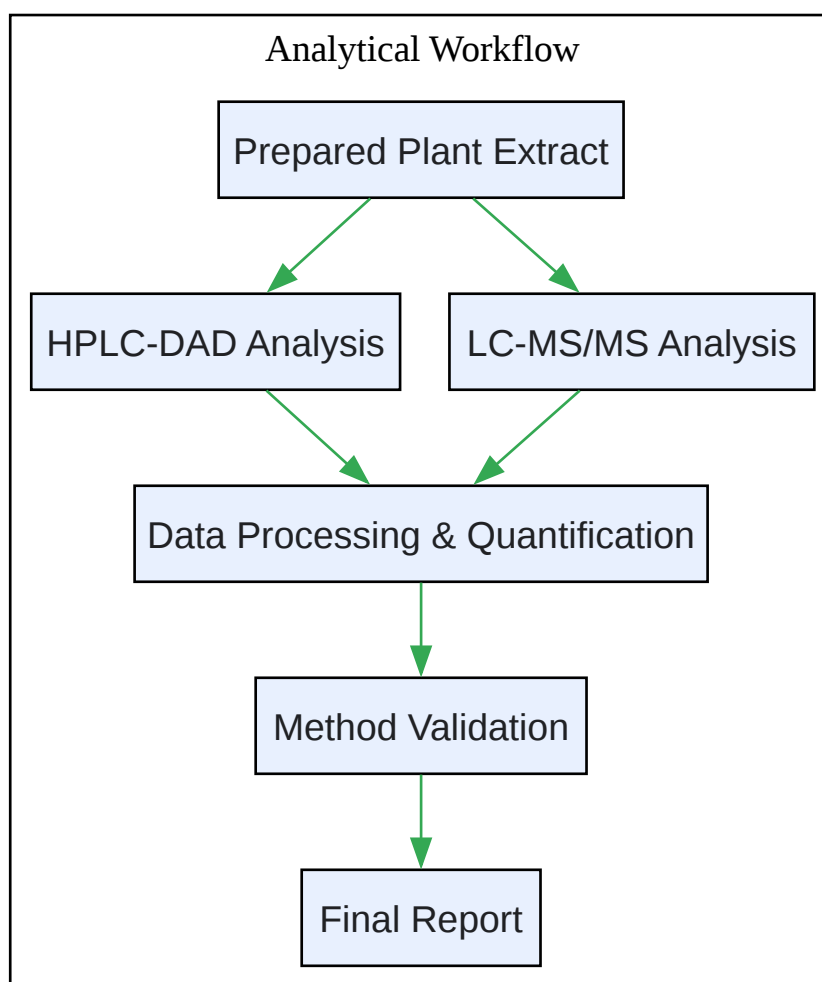 Analytical Workflow
Prepared Plant Extract
HPLC-DAD Analysis
LC-MS/MS Analysis
Data Processing & Quantification
Method Validation
Final Report